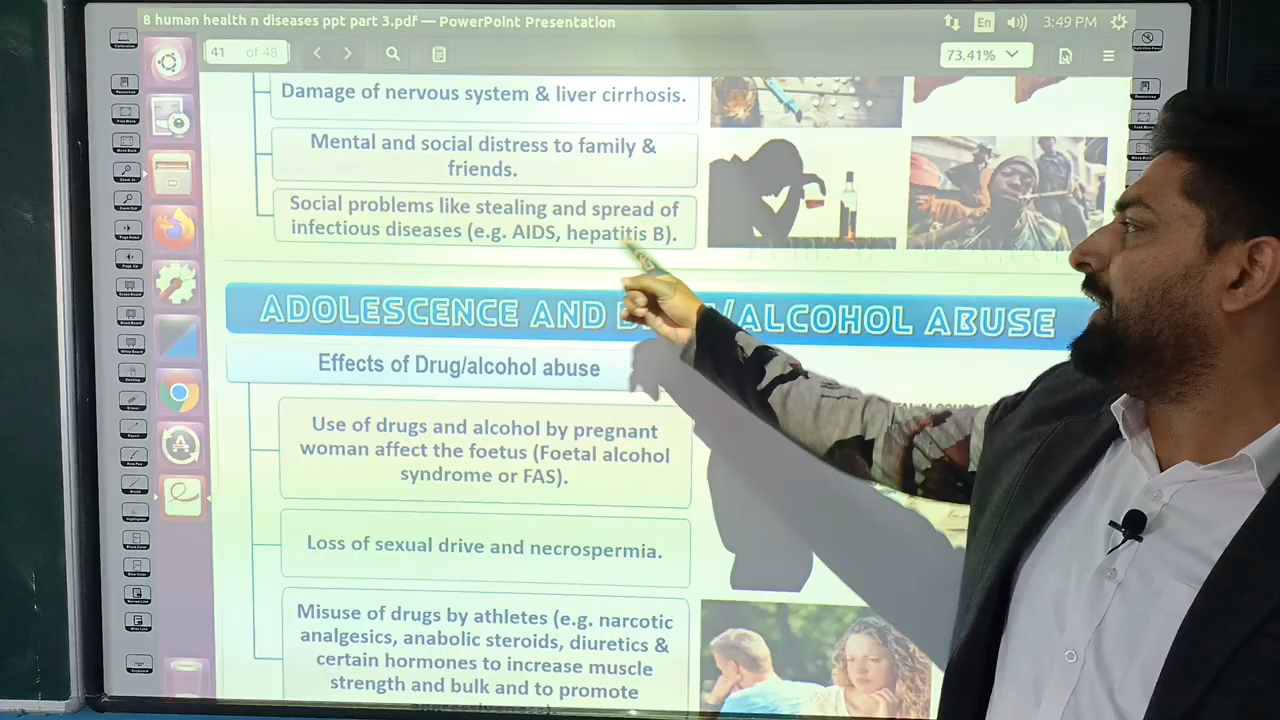 8 human health n diseases ppt part 3.pdf — PowerPoint Presentation
En
3:49 PM
41 of 48
73.41%
Damage of nervous system & liver cirrhosis.
Mental and social distress to family &
friends.
Social problems like stealing and spread of
infectious diseases (e.g. AIDS, hepatitis B).
ADOLESCENCE AND /ALCOHOL ABUSE
Effects of Drug/alcohol abuse
Use of drugs and alcohol by pregnant
woman affect the foetus (Foetal alcohol
syndrome or FAS).
Loss of sexual drive and necrospermia.
Misuse of drugs by athletes (e.g. narcotic
analgesics, anabolic steroids, diuretics &
certain hormones to increase muscle
strength and bulk and to promote